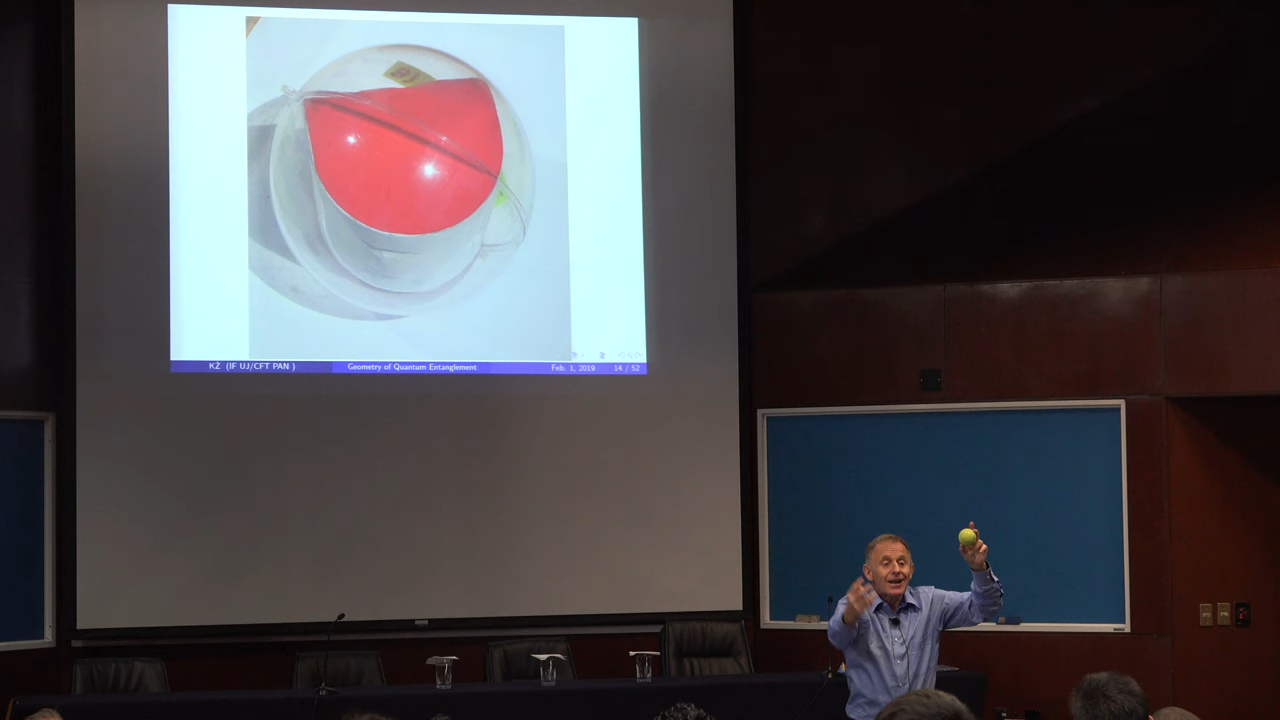 KŻ (IF UJ/CFT PAN ) Geometry of Quantum Entanglement Feb. 1, 2019 14 / 52